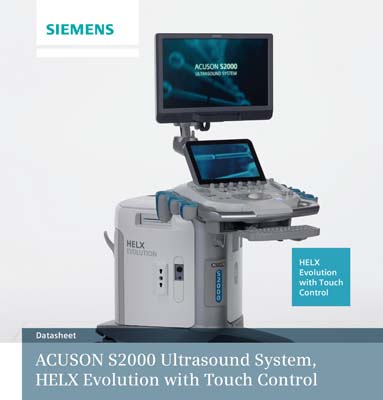 SIEMENS
ACUSON S2000
ULTRASOUND SYSTEM
HELX
EVOLUTION
S2000
HELX
Evolution
with Touch
Control
Datasheet
ACUSON S2000 Ultrasound System,
HELX Evolution with Touch Control